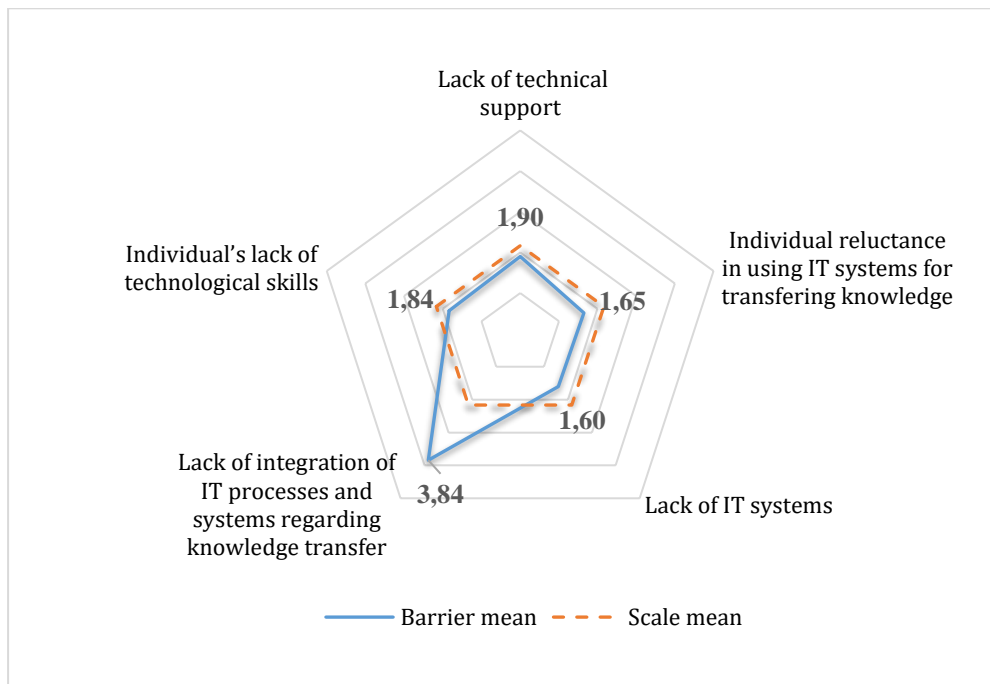 Lack of technical
support
1,90
Individual reluctance
in using IT systems for
transfering knowledge
Individual’s lack of
technological skills
1,84
1,65
1,60
Lack of integration of
IT processes and
systems regarding
knowledge transfer
3,84
Lack of IT systems
Barrier mean
Scale mean